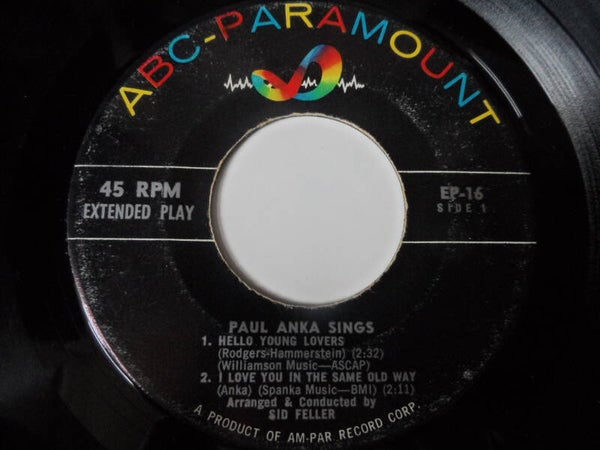 ABC-PARAMOUNT
45 RPM
EXTENDED PLAY
EP-16
SIDE 1
PAUL ANKA SINGS
1. HELLO YOUNG LOVERS
(Rodgers-Hammerstein) (2:32)
(Williamson Music—ASCAP)
2. I LOVE YOU IN THE SAME OLD WAY
(Anka) (Spanka Music—BMI) (2:11)
Arranged & Conducted by
SID FELLER
A PRODUCT OF AM-PAR RECORD CORP.